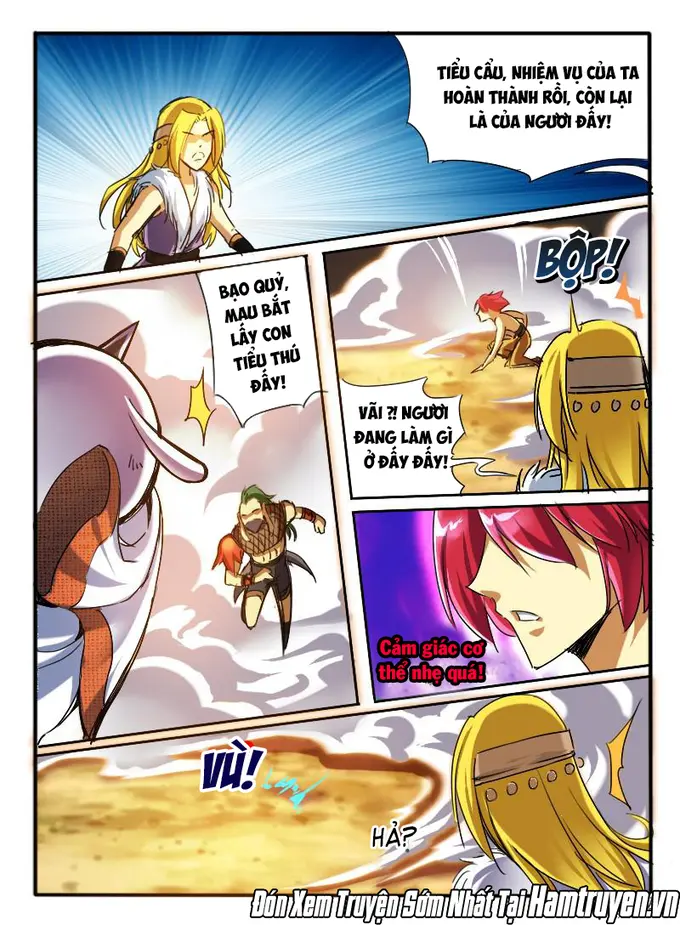 TIỂU CẨU, NHIỆM VỤ CỦA TA
HOÀN THÀNH RỒI, CÒN LẠI
LÀ CỦA NGƯƠI ĐẤY!
BỘP!
BẠO QUỶ,
MAU BẮT
LẤY CON
TIỂU THÚ
ĐẤY!
VÃI ?! NGƯƠI
ĐANG LÀM GÌ
Ở ĐẤY ĐẤY!
Cảm giác cơ
thể nhẹ quá!
VÙ!
HẢ?
Đón Xem Truyện Sớm Nhất Tại Hamtruyen.vn